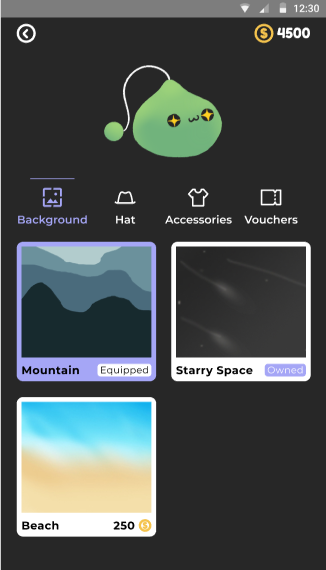 12:30
4500
Background Hat Accessories Vouchers
Mountain Equipped
Starry Space Owned
Beach 250